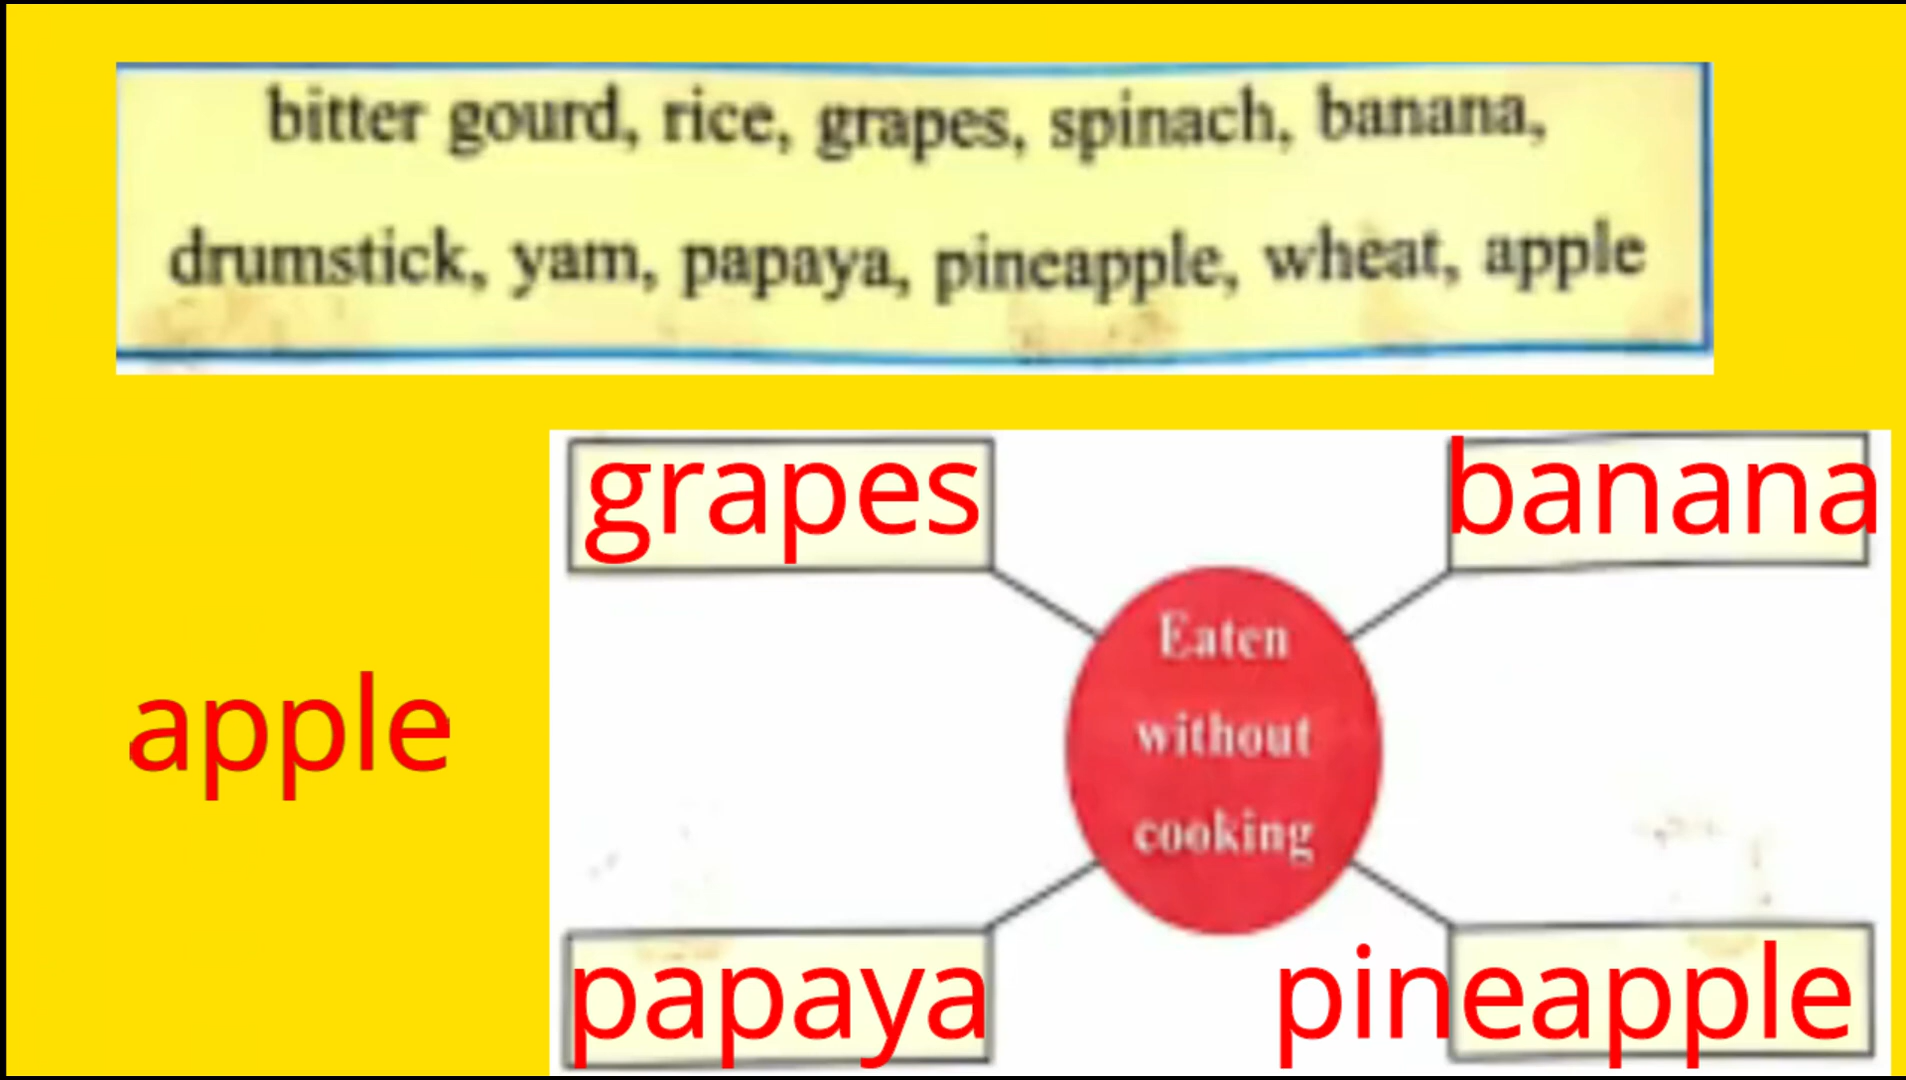 bitter gourd, rice, grapes, spinach, banana,
drumstick, yam, papaya, pineapple, wheat, apple
grapes
banana
Eaten
without
cooking
apple
papaya
pineapple